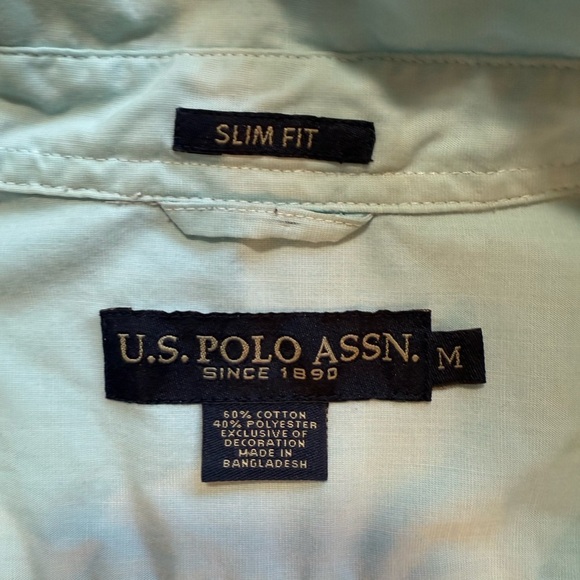 SLIM FIT
U.S. POLO ASSN. M
SINCE 1890
60% COTTON
40% POLYESTER
EXCLUSIVE OF
DECORATION
MADE IN
BANGLADESH